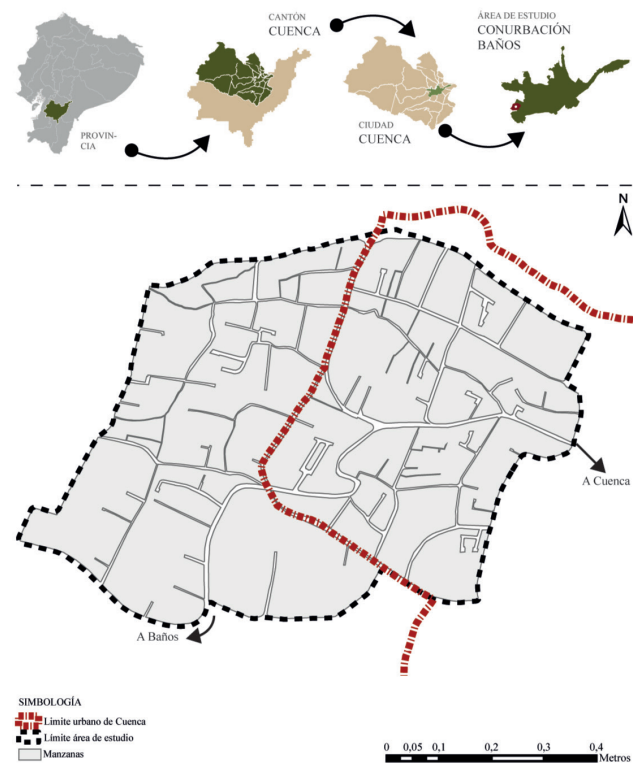 PROVIN-
CIA
CANTÓN
CUENCA
CIUDAD
CUENCA
ÁREA DE ESTUDIO
CONURBACIÓN
BAÑOS
N
A Cuenca
A Baños
SIMBOLOGÍA
Limite urbano de Cuenca
Límite área de estudio
Manzanas
0 0,05 0,1 0,2 0,3 0,4
Metros